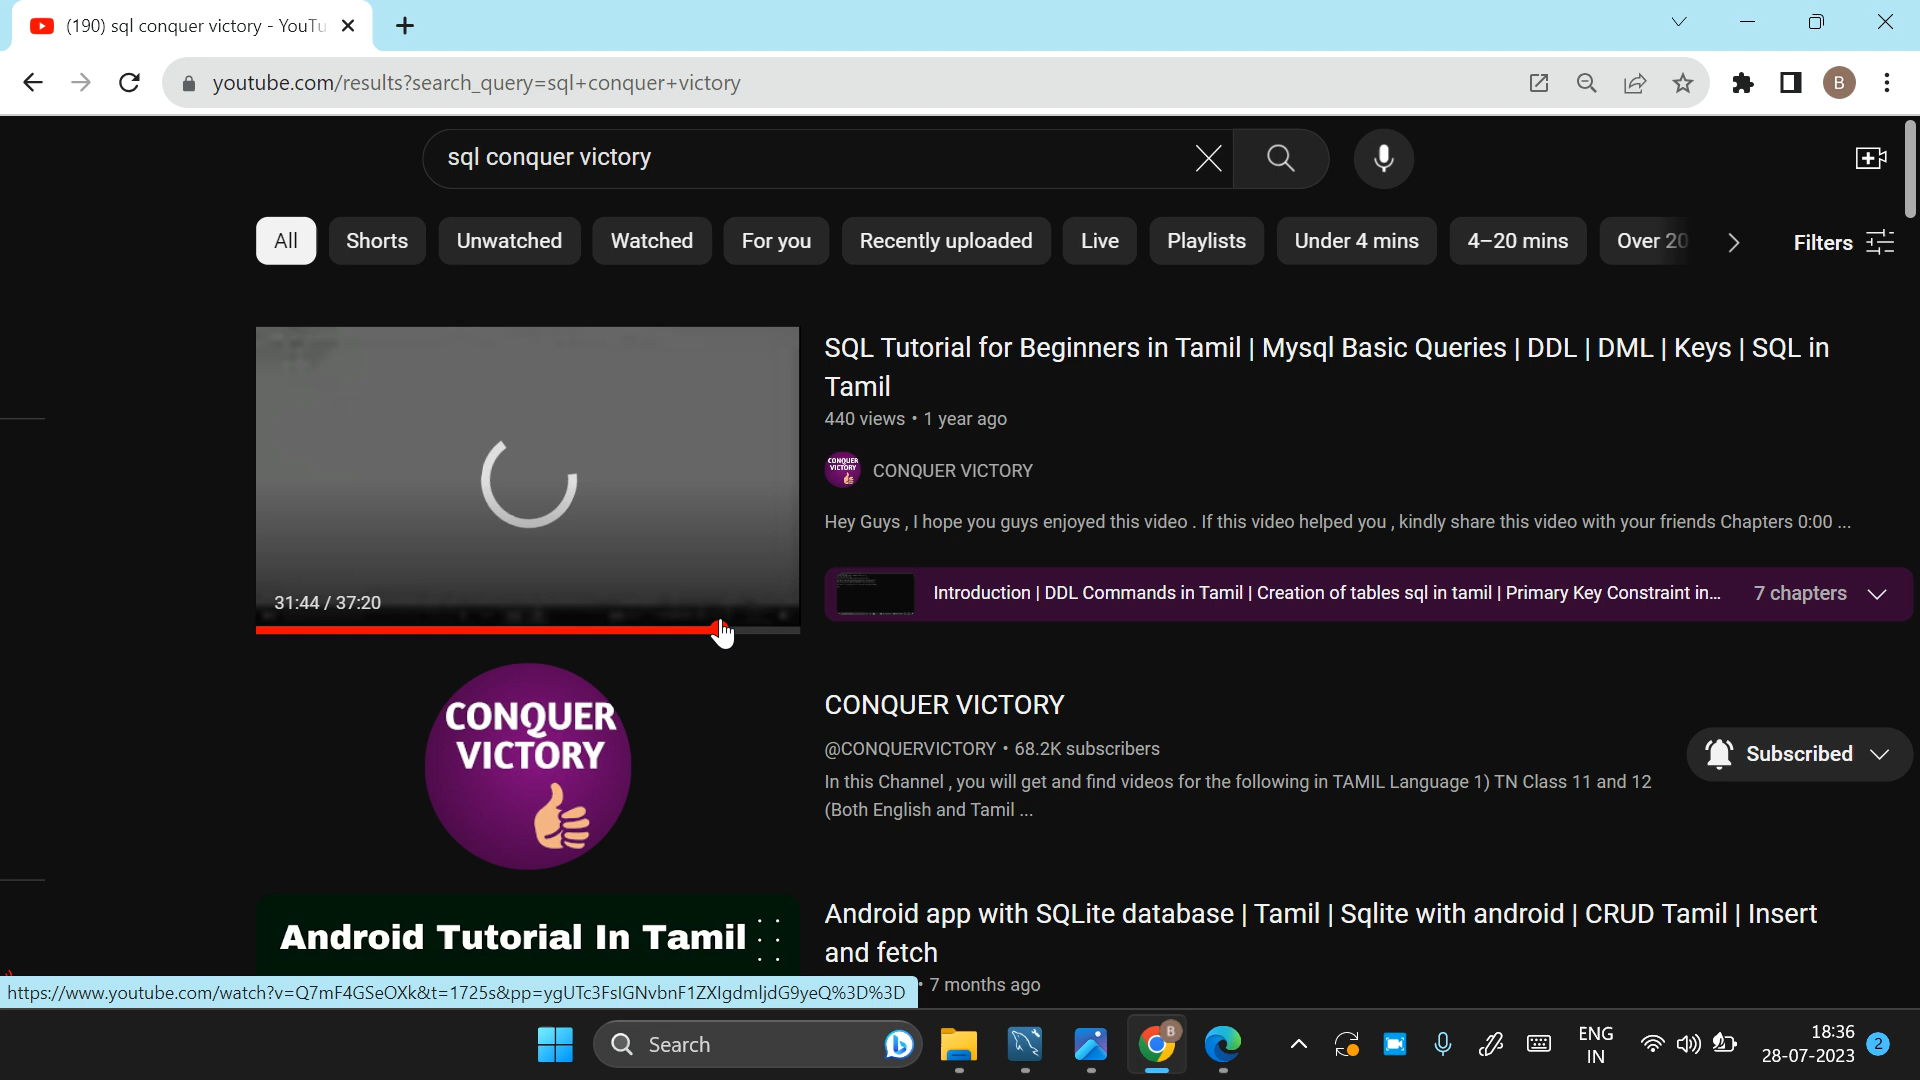 (190) sql conquer victory - YouTu
youtube.com/results?search_query=sql+conquer+victory
B
sql conquer victory
All Shorts Unwatched Watched For you Recently uploaded Live Playlists Under 4 mins 4–20 mins Over 20 Filters
SQL Tutorial for Beginners in Tamil | Mysql Basic Queries | DDL | DML | Keys | SQL in
Tamil
440 views • 1 year ago
CONQUER
VICTORY
CONQUER VICTORY
Hey Guys , I hope you guys enjoyed this video . If this video helped you , kindly share this video with your friends Chapters 0:00 ...
31:44 / 37:20
Introduction | DDL Commands in Tamil | Creation of tables sql in tamil | Primary Key Constraint in... 7 chapters
CONQUER
VICTORY
CONQUER VICTORY
@CONQUERVICTORY • 68.2K subscribers
In this Channel , you will get and find videos for the following in TAMIL Language 1) TN Class 11 and 12
(Both English and Tamil ...
Subscribed
Android Tutorial In Tamil
Android app with SQLite database | Tamil | Sqlite with android | CRUD Tamil | Insert
and fetch
• 7 months ago
https://www.youtube.com/watch?v=Q7mF4GSeOXk&t=1725s&pp=ygUTc3FsIGNvbnF1ZXIgdmljdG9yeQ%3D%3D
Search
B
ENG
IN
18:36
28-07-2023
2